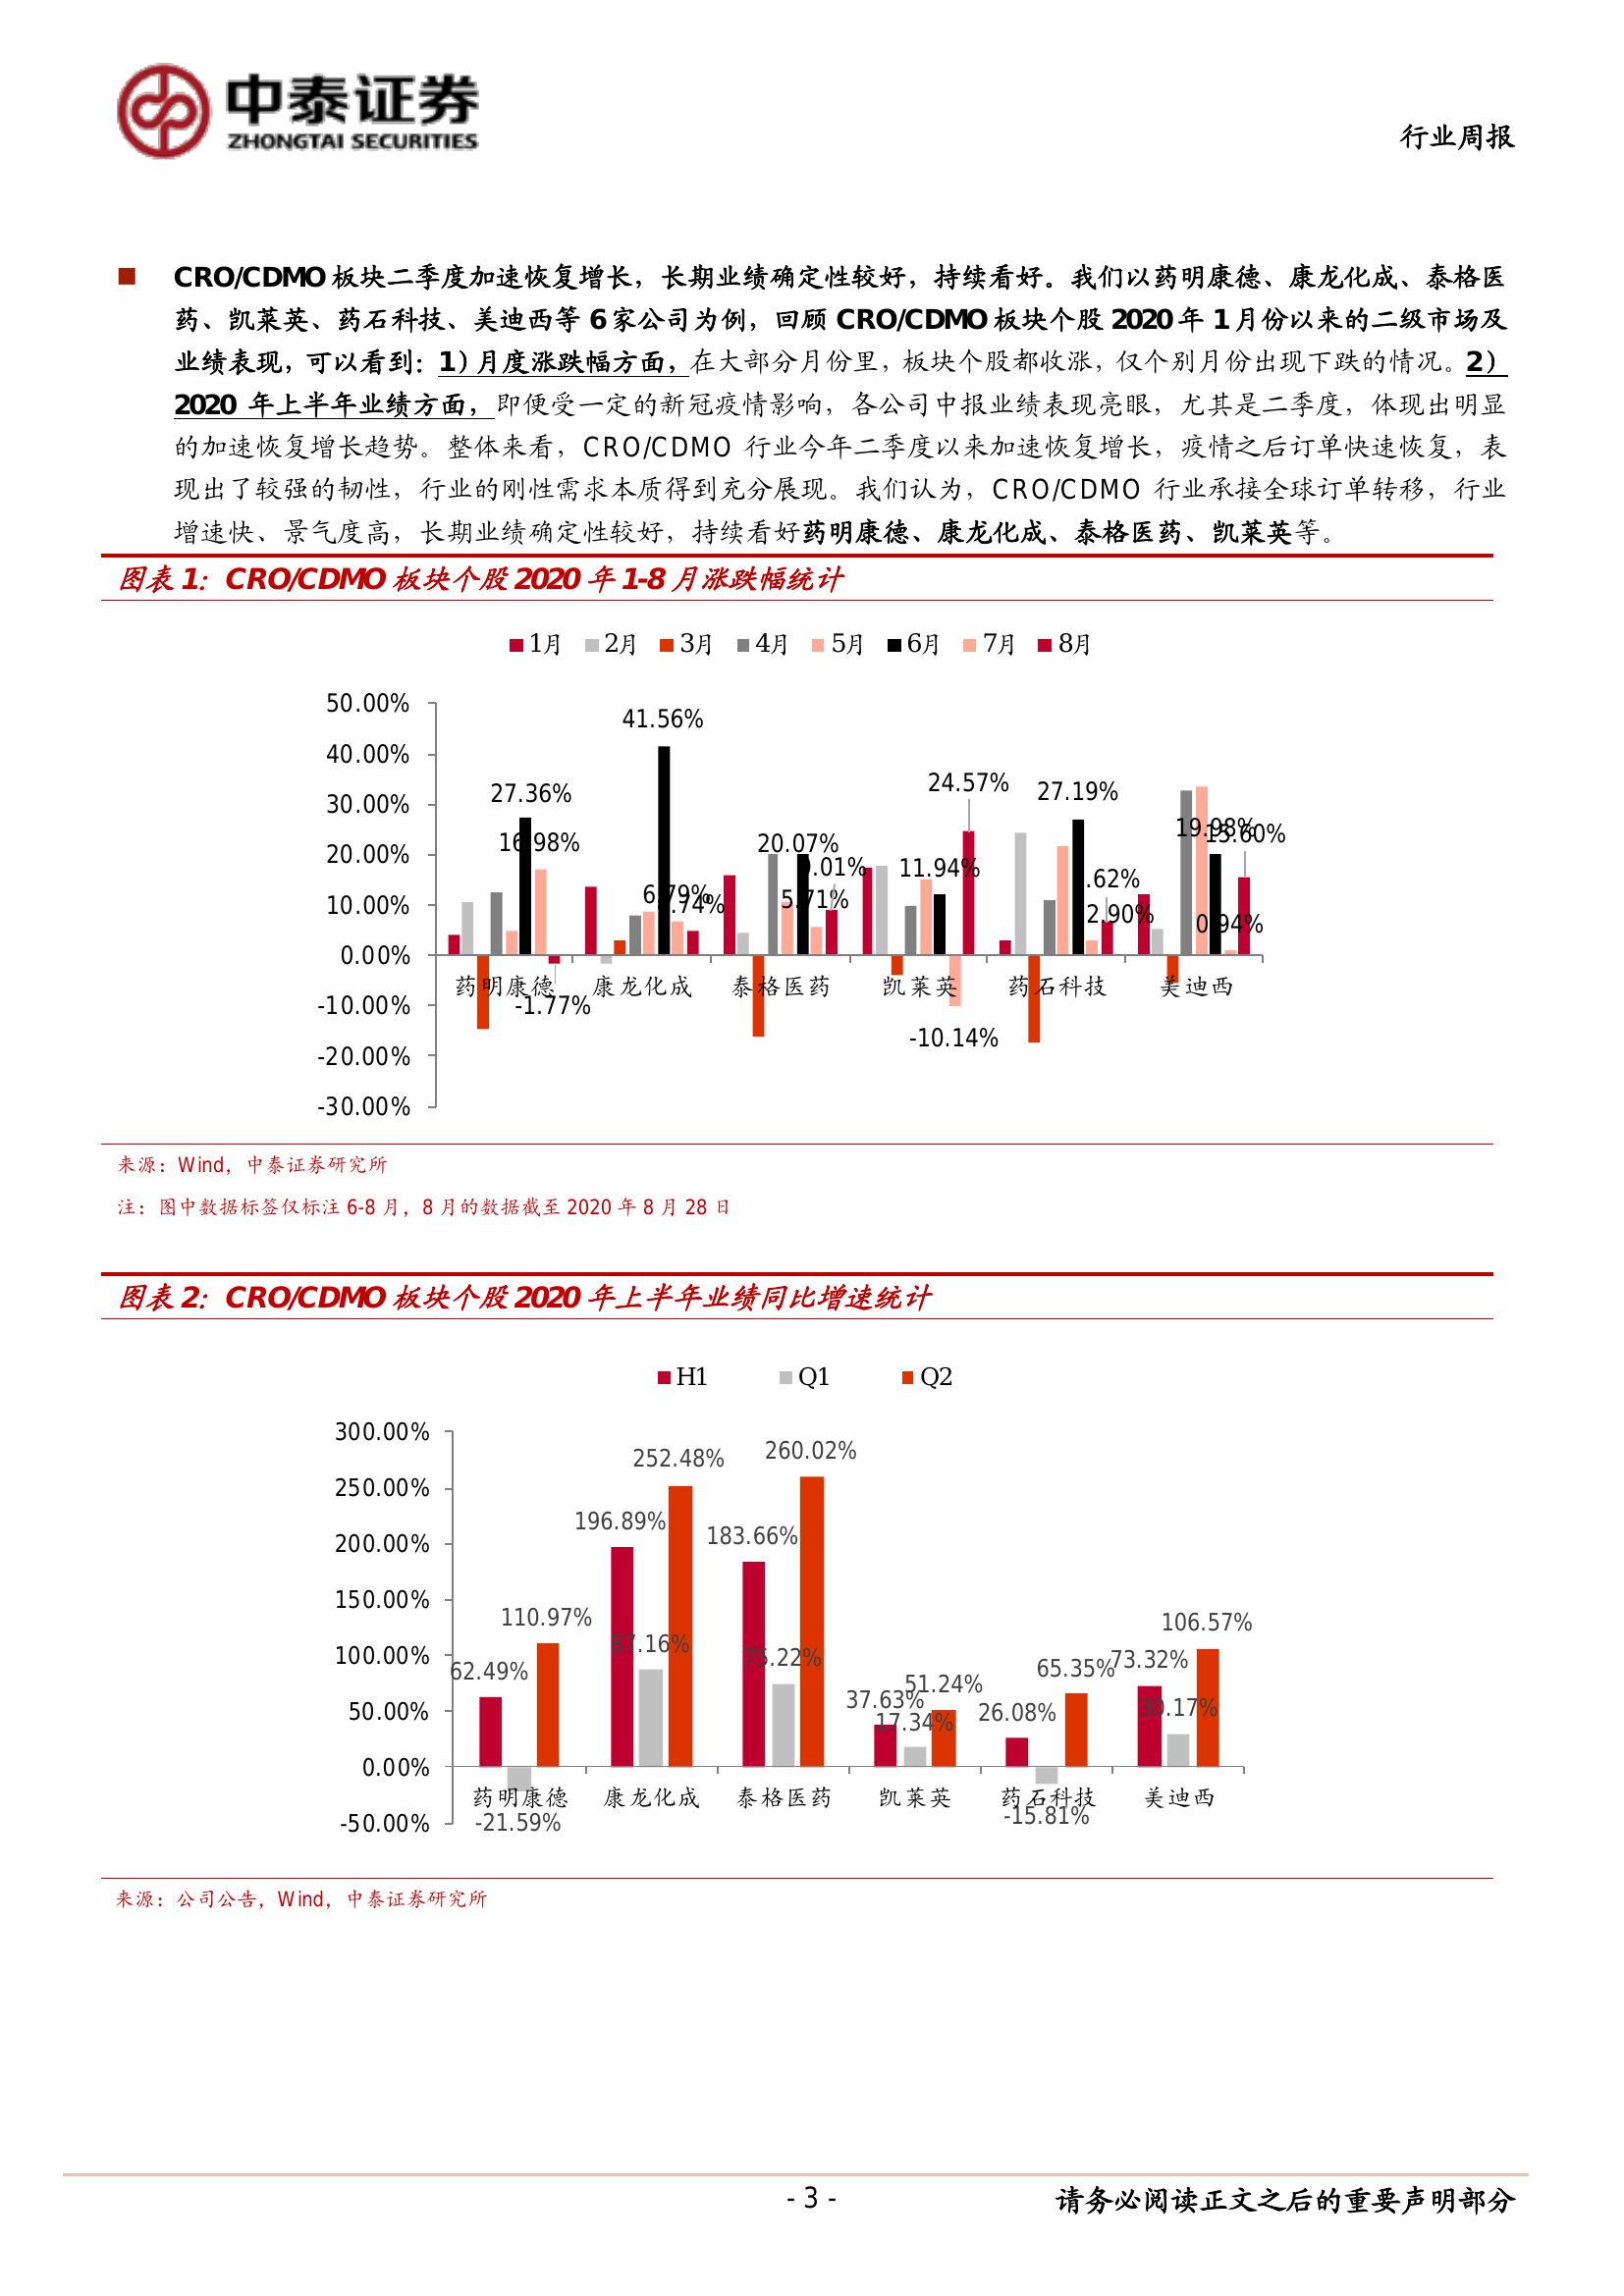 中泰证券
ZHONGTAI SECURITIES
行业周报
■ CRO/CDMO 板块二季度加速恢复增长，长期业绩确定性较好，持续看好。我们以药明康德、康龙化成、泰格医
药、凯莱英、药石科技、美迪西等 6 家公司为例，回顾 CRO/CDMO 板块个股 2020 年 1 月份以来的二级市场及
业绩表现，可以看到：1）月度涨跌幅方面，在大部分月份里，板块个股都收涨，仅个别月份出现下跌的情况。2）
2020 年上半年业绩方面，即便受一定的新冠疫情影响，各公司中报业绩表现亮眼，尤其是二季度，体现出明显
的加速恢复增长趋势。整体来看，CRO/CDMO 行业今年二季度以来加速恢复增长，疫情之后订单快速恢复，表
现出了较强的韧性，行业的刚性需求本质得到充分展现。我们认为，CRO/CDMO 行业承接全球订单转移，行业
增速快、景气度高，长期业绩确定性较好，持续看好药明康德、康龙化成、泰格医药、凯莱英等。
图表 1：CRO/CDMO 板块个股 2020 年 1-8 月涨跌幅统计
1月 2月 3月 4月 5月 6月 7月 8月
50.00%
40.00%
30.00%
20.00%
10.00%
0.00%
-10.00%
-20.00%
-30.00%
27.36%
16.98%
-1.77%
41.56%
6.79%
.74%
20.07%
5.71%
.01%
11.94%
-10.14%
24.57%
27.19%
2.90%
.62%
19.98%
0.94%
15.60%
药明康德 康龙化成 泰格医药 凯莱英 药石科技 美迪西
来源：Wind，中泰证券研究所
注：图中数据标签仅标注 6-8 月，8 月的数据截至 2020 年 8 月 28 日
图表 2：CRO/CDMO 板块个股 2020 年上半年业绩同比增速统计
H1 Q1 Q2
300.00%
250.00%
200.00%
150.00%
100.00%
50.00%
0.00%
-50.00%
62.49%
-21.59%
110.97%
196.89%
87.16%
252.48%
183.66%
75.22%
260.02%
37.63%
17.34%
51.24%
26.08%
-15.81%
65.35%
73.32%
30.17%
106.57%
药明康德 康龙化成 泰格医药 凯莱英 药石科技 美迪西
来源：公司公告，Wind，中泰证券研究所
- 3 -
请务必阅读正文之后的重要声明部分